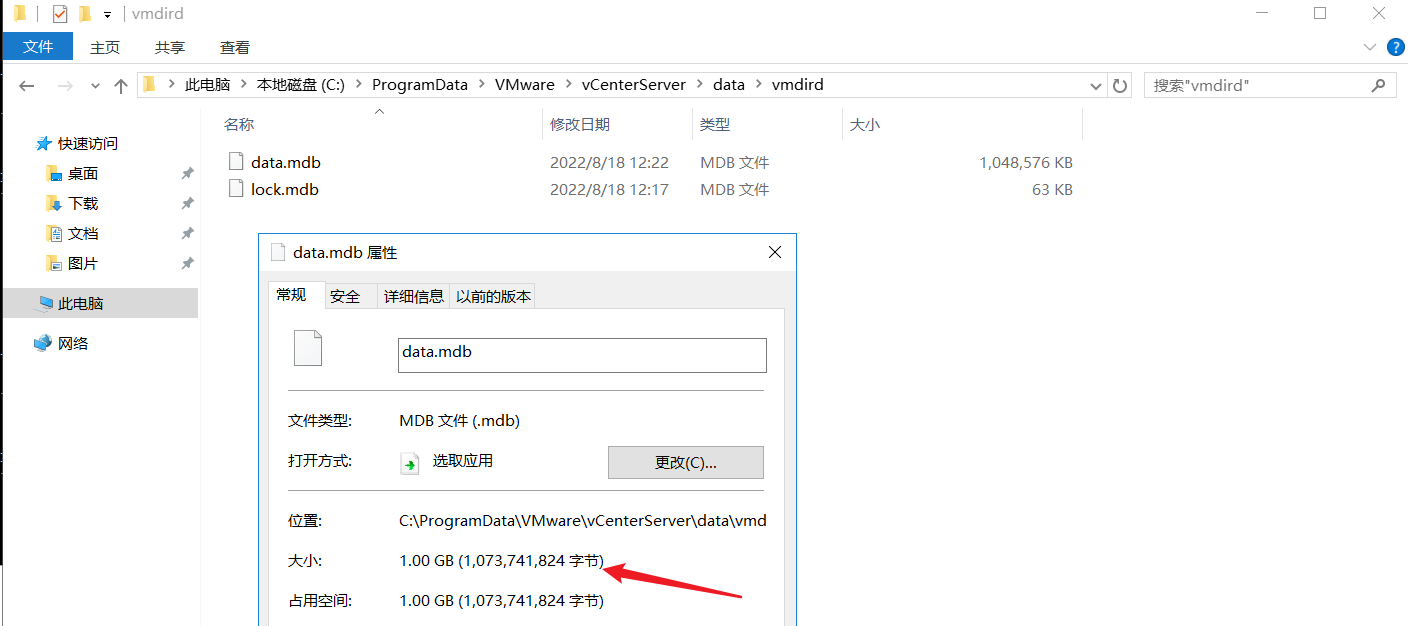 vmdird
文件 主页 共享 查看
此电脑 本地磁盘 (C:) ProgramData VMware vCenterServer data vmdird
搜索"vmdird"
快速访问
桌面
下载
文档
图片
此电脑
网络
名称 修改日期 类型 大小
data.mdb 2022/8/18 12:22 MDB 文件 1,048,576 KB
lock.mdb 2022/8/18 12:17 MDB 文件 63 KB
data.mdb 属性
常规 安全 详细信息 以前的版本
data.mdb
文件类型: MDB 文件 (.mdb)
打开方式: 选取应用 更改(C)...
位置: C:\ProgramData\VMware\vCenterServer\data\vmd
大小: 1.00 GB (1,073,741,824 字节)
占用空间: 1.00 GB (1,073,741,824 字节)